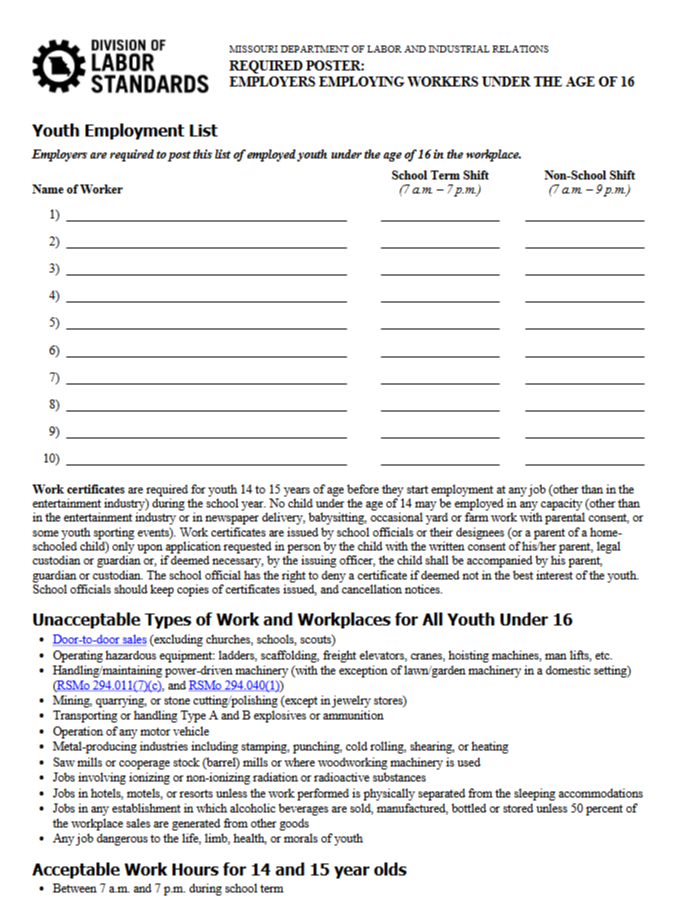 DIVISION OF
LABOR
STANDARDS
MISSOURI DEPARTMENT OF LABOR AND INDUSTRIAL RELATIONS
REQUIRED POSTER:
EMPLOYERS EMPLOYING WORKERS UNDER THE AGE OF 16
Youth Employment List
Employers are required to post this list of employed youth under the age of 16 in the workplace.
School Term Shift Non-School Shift
Name of Worker (7 a.m. – 7 p.m.) (7 a.m. – 9 p.m.)
1)
2)
3)
4)
5)
6)
7)
8)
9)
10)
Work certificates are required for youth 14 to 15 years of age before they start employment at any job (other than in the
entertainment industry) during the school year. No child under the age of 14 may be employed in any capacity (other than
in the entertainment industry or in newspaper delivery, babysitting, occasional yard or farm work with parental consent, or
some youth sporting events). Work certificates are issued by school officials or their designees (or a parent of a home-
schooled child) only upon application requested in person by the child with the written consent of his/her parent, legal
custodian or guardian or, if deemed necessary, by the issuing officer, the child shall be accompanied by his parent,
guardian or custodian. The school official has the right to deny a certificate if deemed not in the best interest of the youth.
School officials should keep copies of certificates issued, and cancellation notices.
Unacceptable Types of Work and Workplaces for All Youth Under 16
• Door-to-door sales (excluding churches, schools, scouts)
• Operating hazardous equipment: ladders, scaffolding, freight elevators, cranes, hoisting machines, man lifts, etc.
• Handling/maintaining power-driven machinery (with the exception of lawn/garden machinery in a domestic setting)
(RSMo 294.011(7)(c), and RSMo 294.040(1))
• Mining, quarrying, or stone cutting/polishing (except in jewelry stores)
• Transporting or handling Type A and B explosives or ammunition
• Operation of any motor vehicle
• Metal-producing industries including stamping, punching, cold rolling, shearing, or heating
• Saw mills or cooperage stock (barrel) mills or where woodworking machinery is used
• Jobs involving ionizing or non-ionizing radiation or radioactive substances
• Jobs in hotels, motels, or resorts unless the work performed is physically separated from the sleeping accommodations
• Jobs in any establishment in which alcoholic beverages are sold, manufactured, bottled or stored unless 50 percent of
the workplace sales are generated from other goods
• Any job dangerous to the life, limb, health, or morals of youth
Acceptable Work Hours for 14 and 15 year olds
• Between 7 a.m. and 7 p.m. during school term